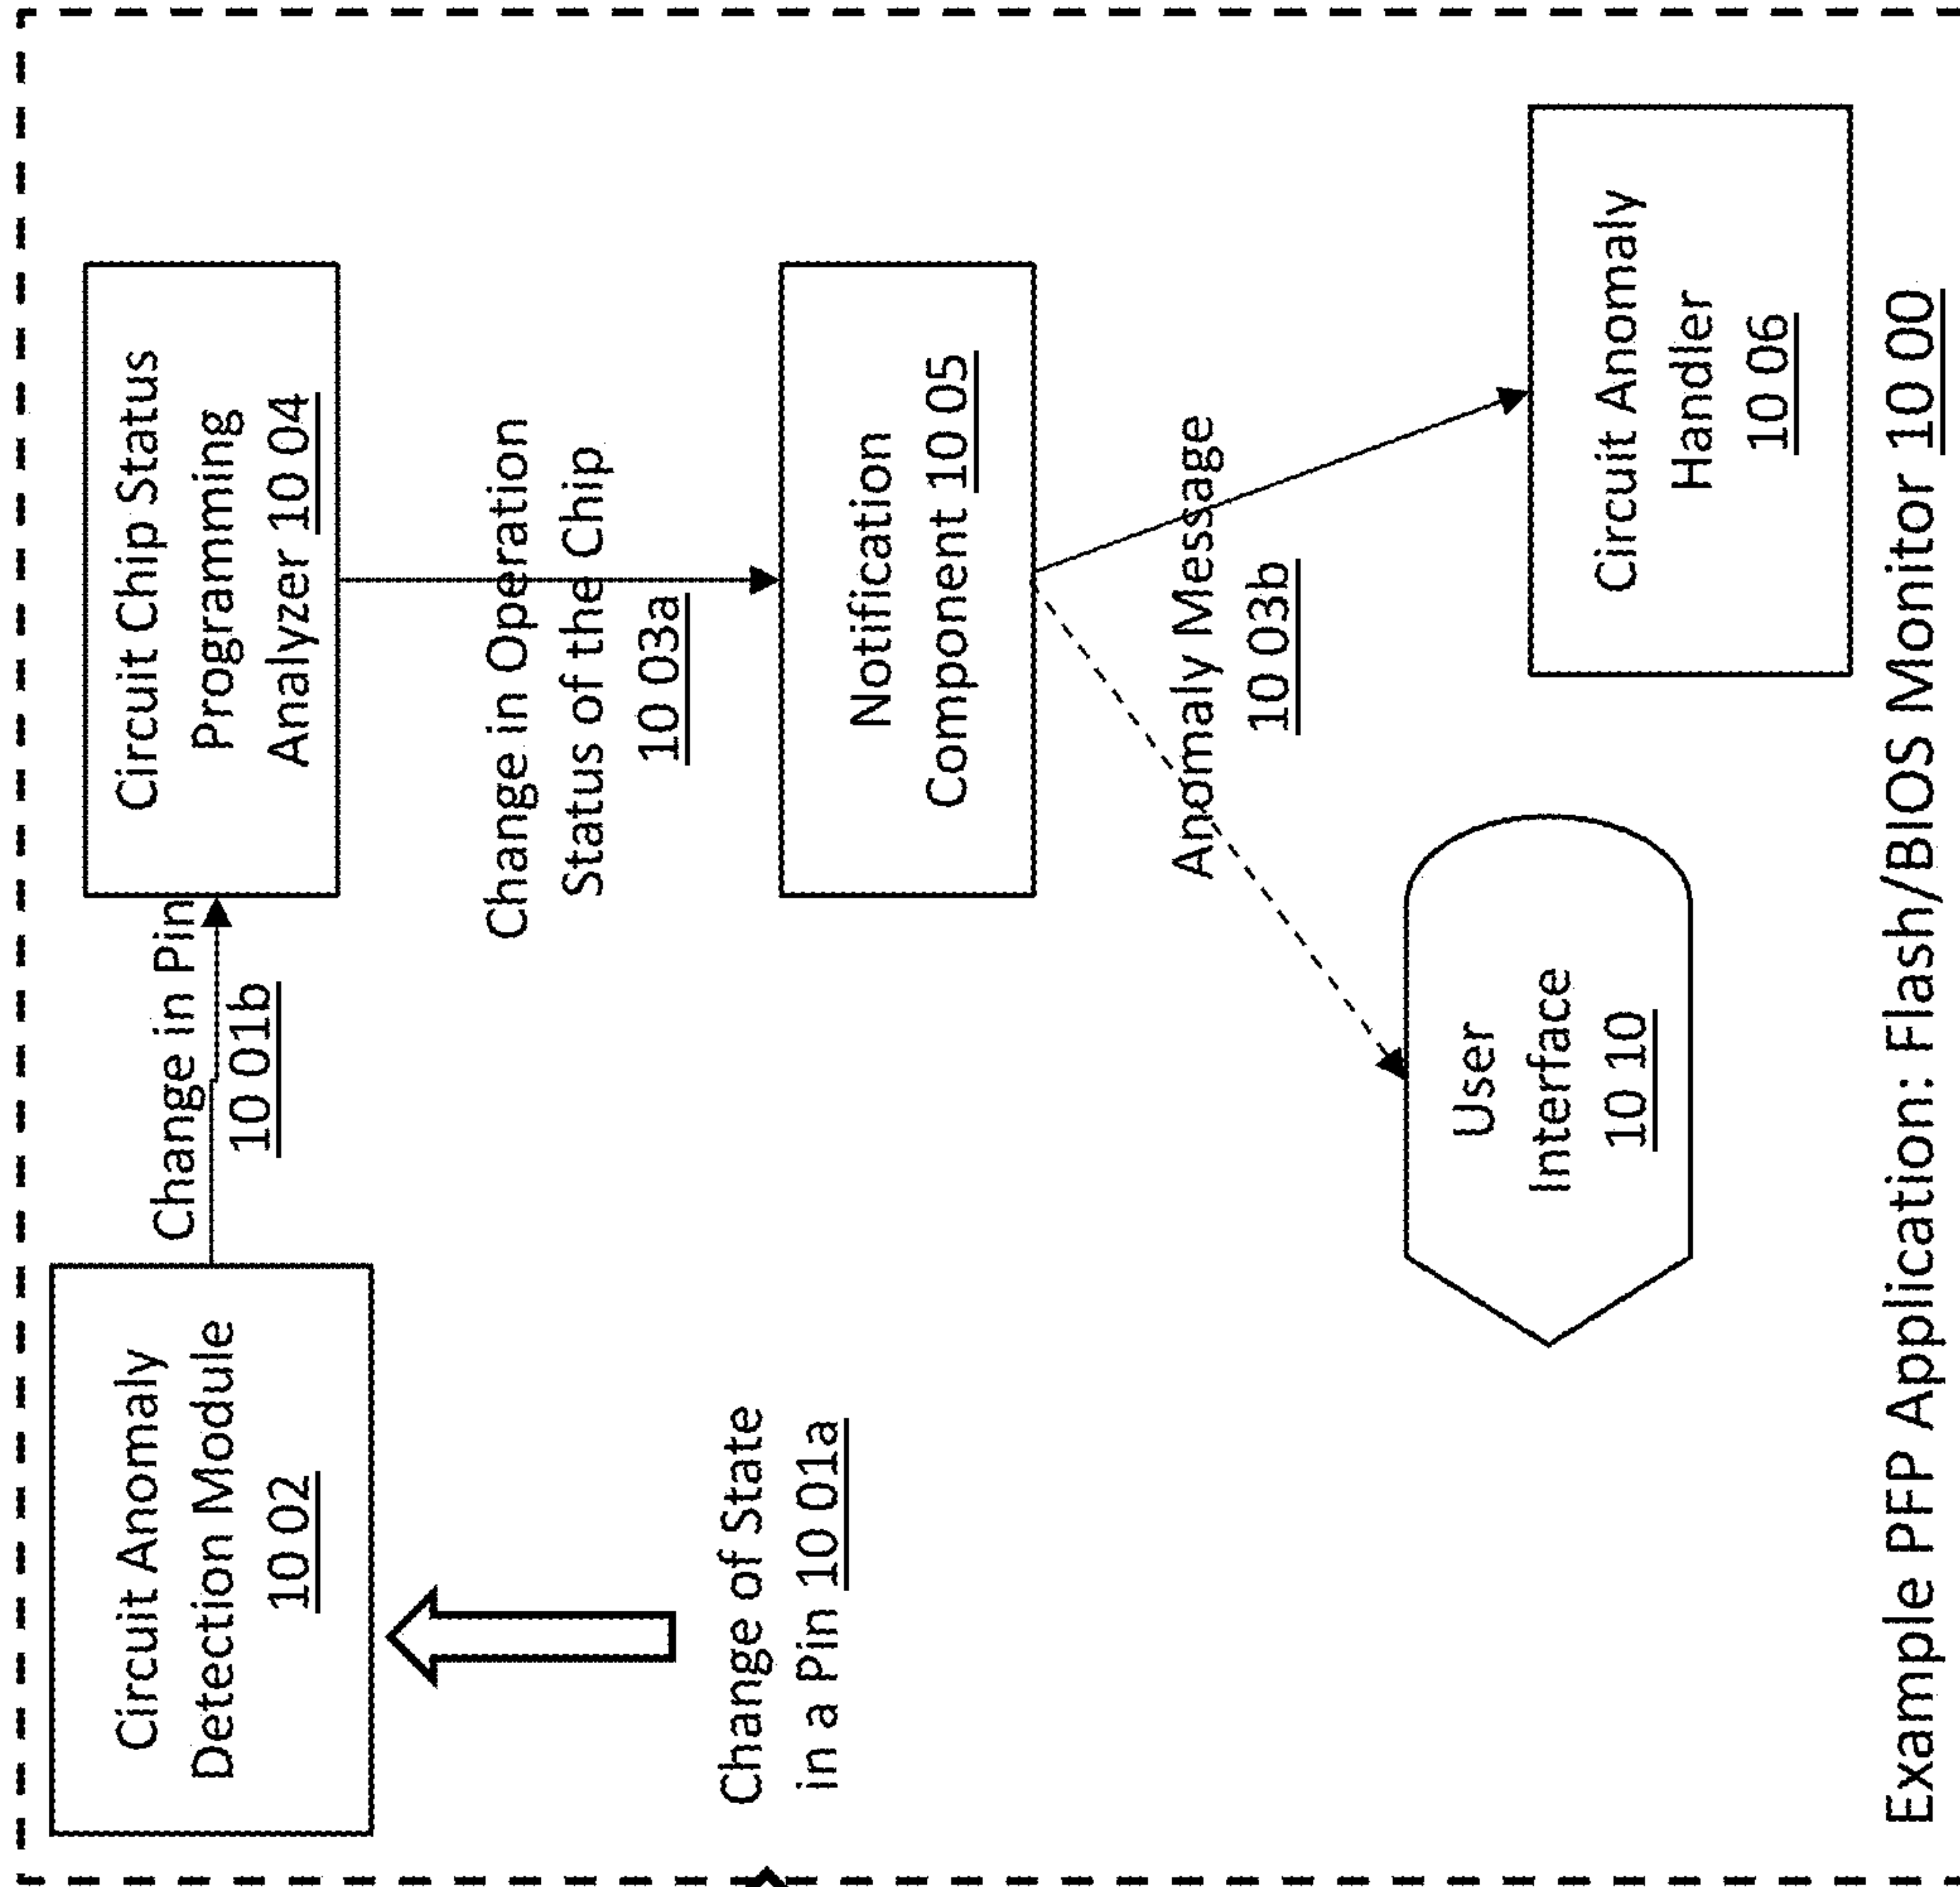 Circuit Anomaly
Detection Module
10 02
Change in Pin
10 01b
Circuit Chip Status
Programming
Analyzer 10 04
Change of State
in a Pin 10 01a
Change in Operation
Status of the Chip
10 03a
Notification
Component 10 05
Anomaly Message
10 03b
User
Interface
10 10
Circuit Anomaly
Handler
10 06
Example PFP Application: Flash/BIOS Monitor 10 00